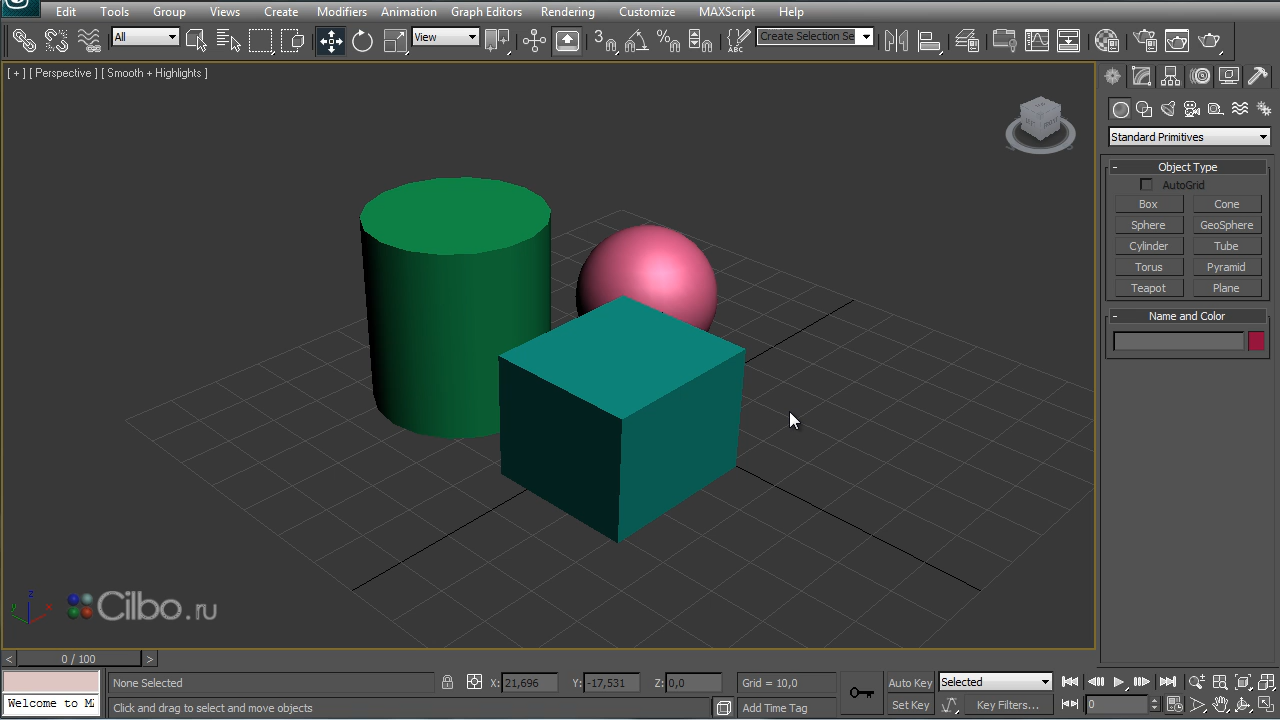 Edit Tools Group Views Create Modifiers Animation Graph Editors Rendering Customize MAXScript Help
All View 3 % ABC Create Selection Se
[ + ] [ Perspective ] [ Smooth + Highlights ]
Standard Primitives
- Object Type
AutoGrid
Box Cone
Sphere GeoSphere
Cylinder Tube
Torus Pyramid
Teapot Plane
- Name and Color
z
y x
Cilbo.ru
< 0 / 100 >
None Selected X: 21,696 Y: -17,531 Z: 0,0 Grid = 10,0 Auto Key Selected
Welcome to M Click and drag to select and move objects Add Time Tag Set Key Key Filters... 0